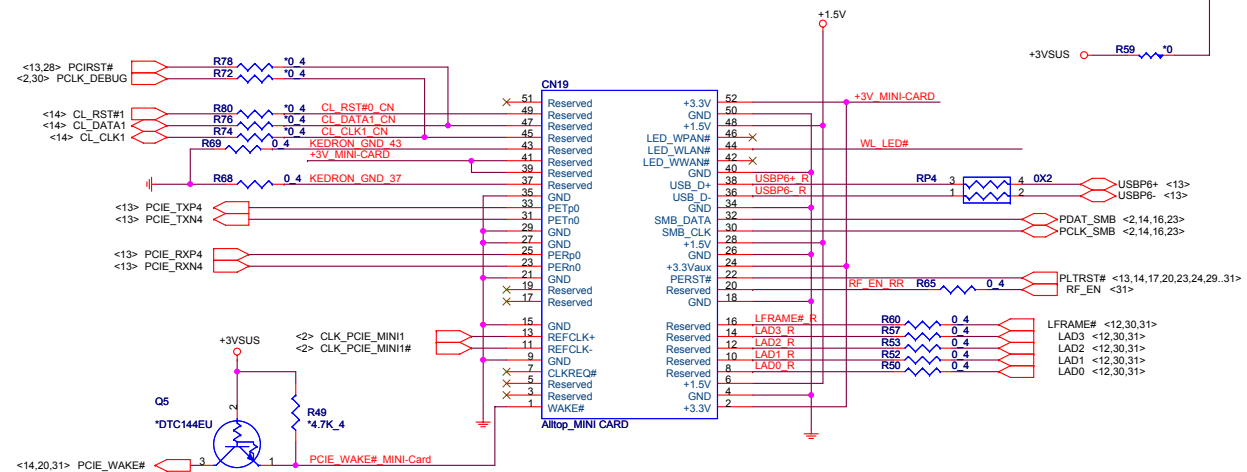 +1.5V
+3VSUS R59 *0
<13,28> PCIRST# R78 *0_4
<2,30> PCLK_DEBUG R72 *0_4
CN19
<14> CL_RST#1 R80 *0_4 CL_RST#0_CN
<14> CL_DATA1 R76 *0_4 CL_DATA1_CN
<14> CL_CLK1 R74 *0_4 CL_CLK1_CN
R69 0_4 KEDRON_GND_43
+3V_MINI-CARD
R68 0_4 KEDRON_GND_37
<13> PCIE_TXP4
<13> PCIE_TXN4
<13> PCIE_RXP4
<13> PCIE_RXN4
<2> CLK_PCIE_MINI1
<2> CLK_PCIE_MINI1#
51 Reserved
49 Reserved
47 Reserved
45 Reserved
43 Reserved
41 Reserved
39 Reserved
37 Reserved
35 GND
33 PETp0
31 PETn0
29 GND
27 GND
25 PERp0
23 PERn0
21 GND
19 Reserved
17 Reserved
15 GND
13 REFCLK+
11 REFCLK-
9 GND
7 CLKREQ#
5 Reserved
3 Reserved
1 WAKE#
+3.3V 52 +3V_MINI-CARD
GND 50
+1.5V 48
LED_WPAN# 46
LED_WLAN# 44 WL_LED#
LED_WWAN# 42
GND 40
USB_D+ 38 USBP6+_R RP4 3 4 0X2 USBP6+ <13>
USB_D- 36 USBP6-_R 1 2 USBP6- <13>
GND 34
SMB_DATA 32 PDAT_SMB <2,14,16,23>
SMB_CLK 30 PCLK_SMB <2,14,16,23>
+1.5V 28
GND 26
+3.3Vaux 24
PERST# 22 PLTRST# <13,14,17,20,23,24,29..31>
Reserved 20 RF_EN_RR R65 0_4 RF_EN <31>
GND 18
Reserved 16 LFRAME#_R R60 0_4 LFRAME# <12,30,31>
Reserved 14 LAD3_R R57 0_4 LAD3 <12,30,31>
Reserved 12 LAD2_R R53 0_4 LAD2 <12,30,31>
Reserved 10 LAD1_R R52 0_4 LAD1 <12,30,31>
Reserved 8 LAD0_R R50 0_4 LAD0 <12,30,31>
+1.5V 6
GND 4
+3.3V 2
Alltop_MINI CARD
+3VSUS
Q5
*DTC144EU
2
R49
*4.7K_4
<14,20,31> PCIE_WAKE# 3 1 PCIE_WAKE#_MINI-Card